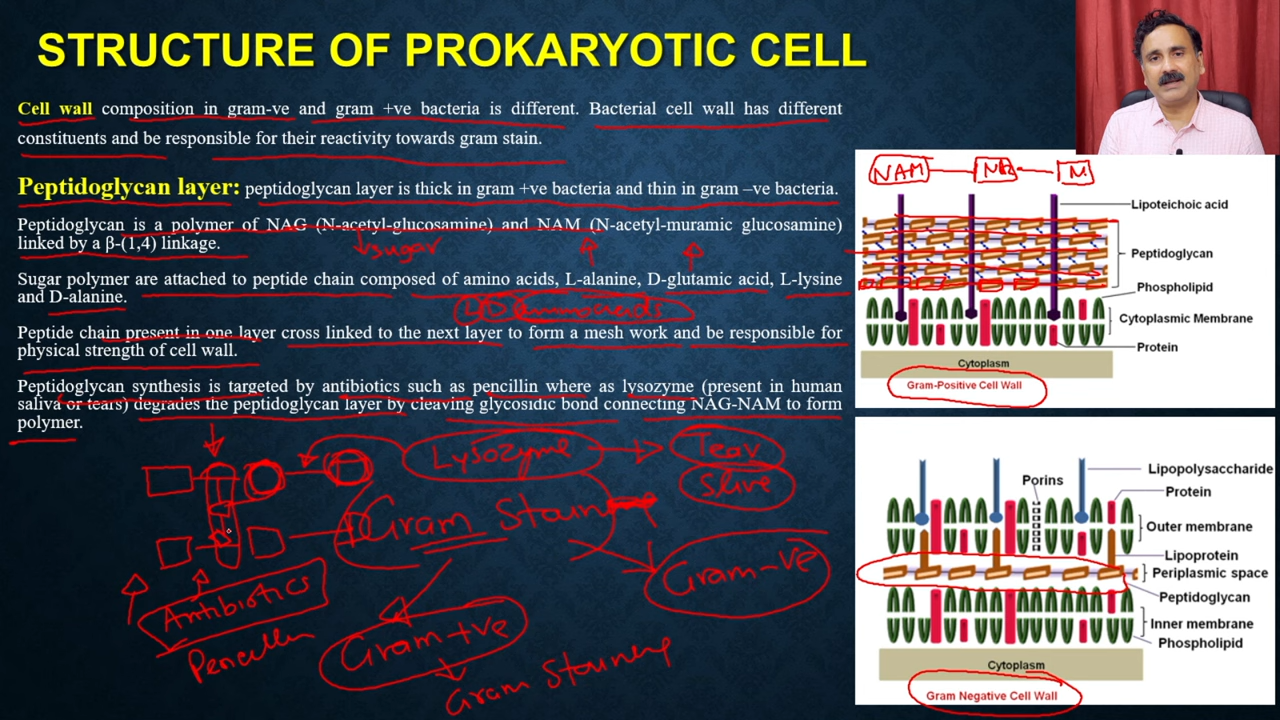 STRUCTURE OF PROKARYOTIC CELL
Cell wall composition in gram-ve and gram +ve bacteria is different. Bacterial cell wall has different
constituents and be responsible for their reactivity towards gram stain.
Peptidoglycan layer: peptidoglycan layer is thick in gram +ve bacteria and thin in gram –ve bacteria.
Peptidoglycan is a polymer of NAG (N-acetyl-glucosamine) and NAM (N-acetyl-muramic glucosamine)
linked by a β-(1,4) linkage.
sugar
Sugar polymer are attached to peptide chain composed of amino acids, L-alanine, D-glutamic acid, L-lysine
and D-alanine.
aminoacids
Peptide chain present in one layer cross linked to the next layer to form a mesh work and be responsible for
physical strength of cell wall.
Peptidoglycan synthesis is targeted by antibiotics such as pencillin where as lysozyme (present in human
saliva or tears) degrades the peptidoglycan layer by cleaving glycosidic bond connecting NAG-NAM to form
polymer.
Lysozyme
Tear
Gram
Gram-ve
Antibiotics
Gram+ve
Gram
NAM
Lipoteichoic acid
Peptidoglycan
Phospholipid
Cytoplasmic Membrane
Protein
Cytoplasm
Gram-Positive Cell Wall
Lipopolysaccharide
Porins
Protein
Outer membrane
Lipoprotein
Periplasmic space
Peptidoglycan
Inner membrane
Phospholipid
Cytoplasm
Gram Negative Cell Wall